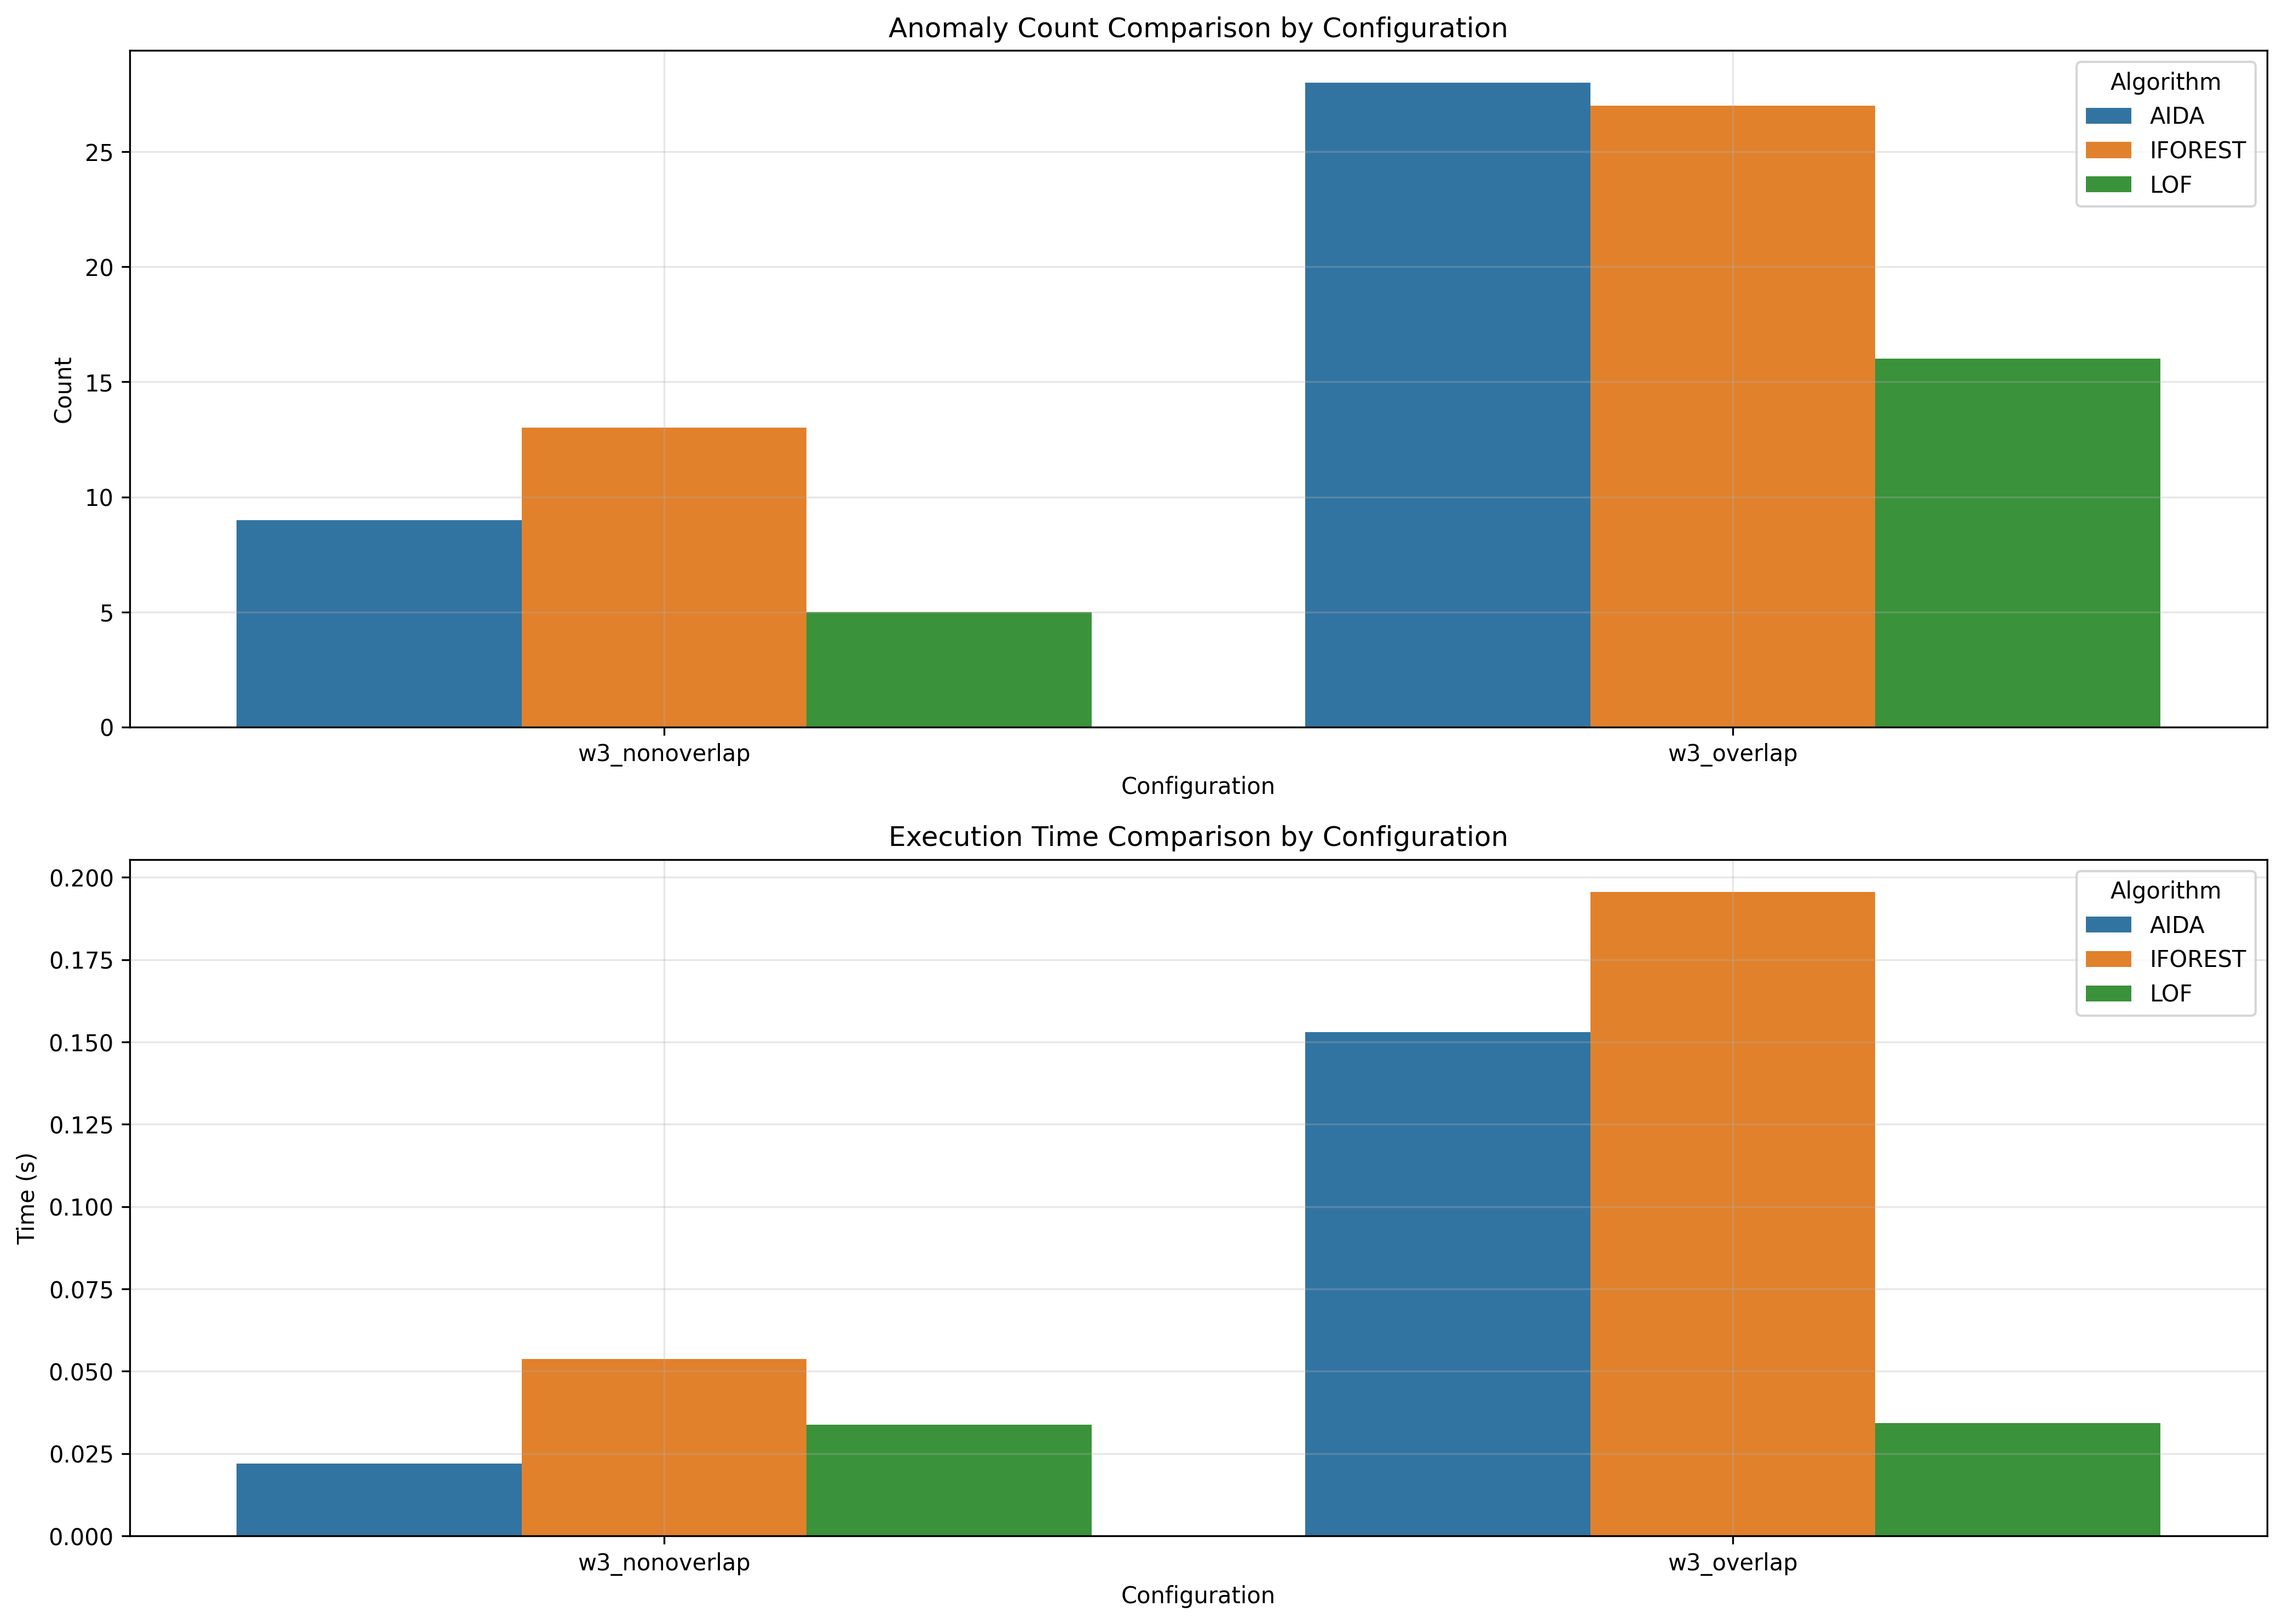 Anomaly Count Comparison by Configuration
Algorithm
AIDA
IFOREST
LOF
Count
25
20
15
10
5
0
w3_nonoverlap
w3_overlap
Configuration
Execution Time Comparison by Configuration
Algorithm
AIDA
IFOREST
LOF
Time (s)
0.200
0.175
0.150
0.125
0.100
0.075
0.050
0.025
0.000
w3_nonoverlap
w3_overlap
Configuration